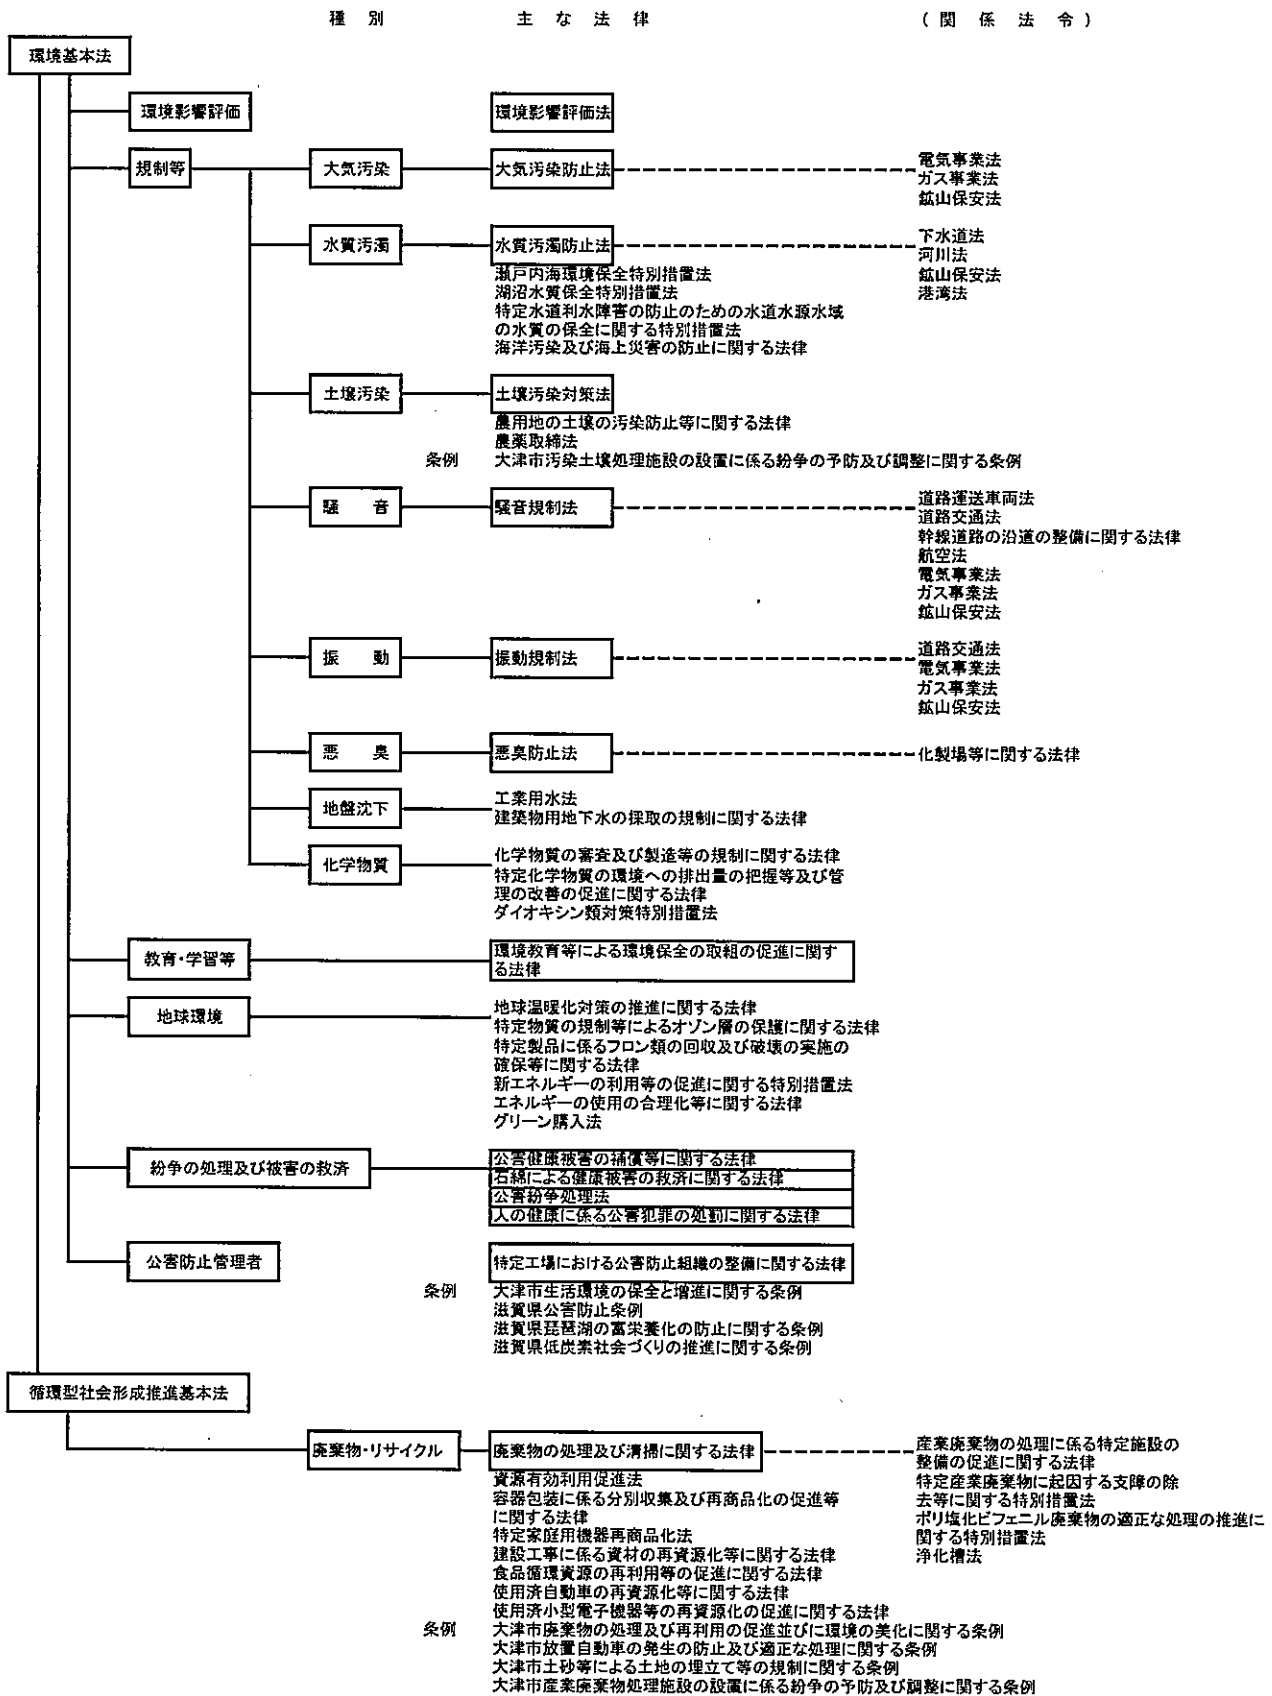 種別 主な法律 (関係法令)
環境基本法
環境影響評価 環境影響評価法
規制等 大気汚染 大気汚染防止法 電気事業法
ガス事業法
鉱山保安法
水質汚濁 水質汚濁防止法 下水道法
河川法
瀬戸内海環境保全特別措置法 鉱山保安法
湖沼水質保全特別措置法 港湾法
特定水道利水障害の防止のための水道水源水域
の水質の保全に関する特別措置法
海洋汚染及び海上災害の防止に関する法律
土壌汚染 土壌汚染対策法
農用地の土壌の汚染防止等に関する法律
農薬取締法
条例 大津市汚染土壌処理施設の設置に係る紛争の予防及び調整に関する条例
騒音 騒音規制法 道路運送車両法
道路交通法
幹線道路の沿道の整備に関する法律
航空法
電気事業法
ガス事業法
鉱山保安法
振動 振動規制法 道路交通法
電気事業法
ガス事業法
鉱山保安法
悪臭 悪臭防止法 化製場等に関する法律
地盤沈下 工業用水法
建築物用地下水の採取の規制に関する法律
化学物質 化学物質の審査及び製造等の規制に関する法律
特定化学物質の環境への排出量の把握等及び管
理の改善の促進に関する法律
ダイオキシン類対策特別措置法
教育・学習等 環境教育等による環境保全の取組の促進に関す
る法律
地球環境 地球温暖化対策の推進に関する法律
特定物質の規制等によるオゾン層の保護に関する法律
特定製品に係るフロン類の回収及び破壊の実施の
確保等に関する法律
新エネルギーの利用等の促進に関する特別措置法
エネルギーの使用の合理化等に関する法律
グリーン購入法
紛争の処理及び被害の救済 公害健康被害の補償等に関する法律
石綿による健康被害の救済に関する法律
公害紛争処理法
人の健康に係る公害犯罪の処罰に関する法律
公害防止管理者 特定工場における公害防止組織の整備に関する法律
条例 大津市生活環境の保全と増進に関する条例
滋賀県公害防止条例
滋賀県琵琶湖の富栄養化の防止に関する条例
滋賀県低炭素社会づくりの推進に関する条例
循環型社会形成推進基本法
廃棄物・リサイクル 廃棄物の処理及び清掃に関する法律 産業廃棄物の処理に係る特定施設の
整備の促進に関する法律
資源有効利用促進法 特定産業廃棄物に起因する支障の除
容器包装に係る分別収集及び再商品化の促進等 去等に関する特別措置法
に関する法律 ポリ塩化ビフェニル廃棄物の適正な処理の推進に
特定家庭用機器再商品化法 関する特別措置法
建設工事に係る資材の再資源化等に関する法律 浄化槽法
食品循環資源の再利用等の促進に関する法律
使用済自動車の再資源化等に関する法律
使用済小型電子機器等の再資源化の促進に関する法律
条例 大津市廃棄物の処理及び再利用の促進並びに環境の美化に関する条例
大津市放置自動車の発生の防止及び適正な処理に関する条例
大津市土砂等による土地の埋立て等の規制に関する条例
大津市産業廃棄物処理施設の設置に係る紛争の予防及び調整に関する条例